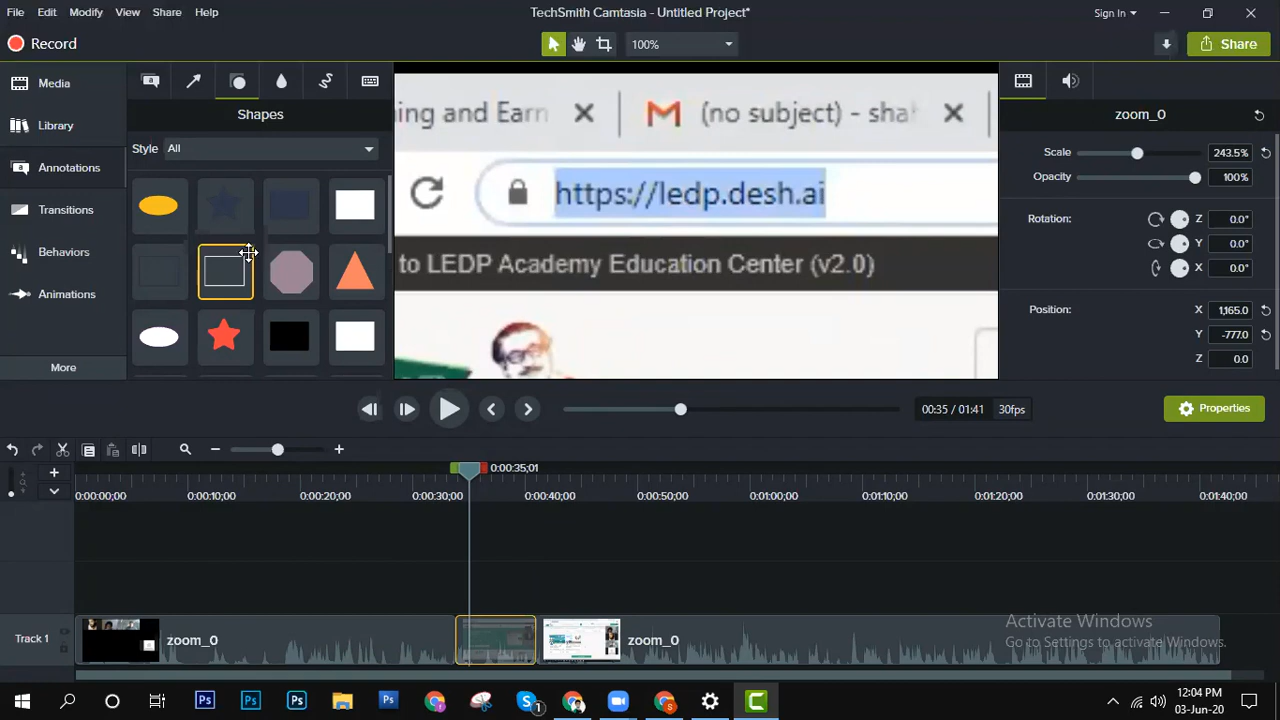 File Edit Modify View Share Help
TechSmith Camtasia - Untitled Project*
Sign In
Record
100%
Share
Media
Library
Annotations
Transitions
Behaviors
Animations
More
Shapes
Style All
ning and Earn
(no subject) -
https://ledp.desh.ai
to LEDP Academy Education Center (v2.0)
zoom_0
Scale 243.5%
Opacity 100%
Rotation: Z 0.0°
Y 0.0°
X 0.0°
Position: X 1,165.0
Y -777.0
Z 0.0
00:35 / 01:41 30fps
Properties
0:00:35;01
0:00:00;00 0:00:10;00 0:00:20;00 0:00:30;00 0:00:40;00 0:00:50;00 0:01:00;00 0:01:10;00 0:01:20;00 0:01:30;00 0:01:40;00
Track 1
zoom_0
zoom_0
Activate Windows
Go to Settings to activate Windows.
Ps Ps Ps Ps
S 1
S
C
12:04 PM
03-Jun-20